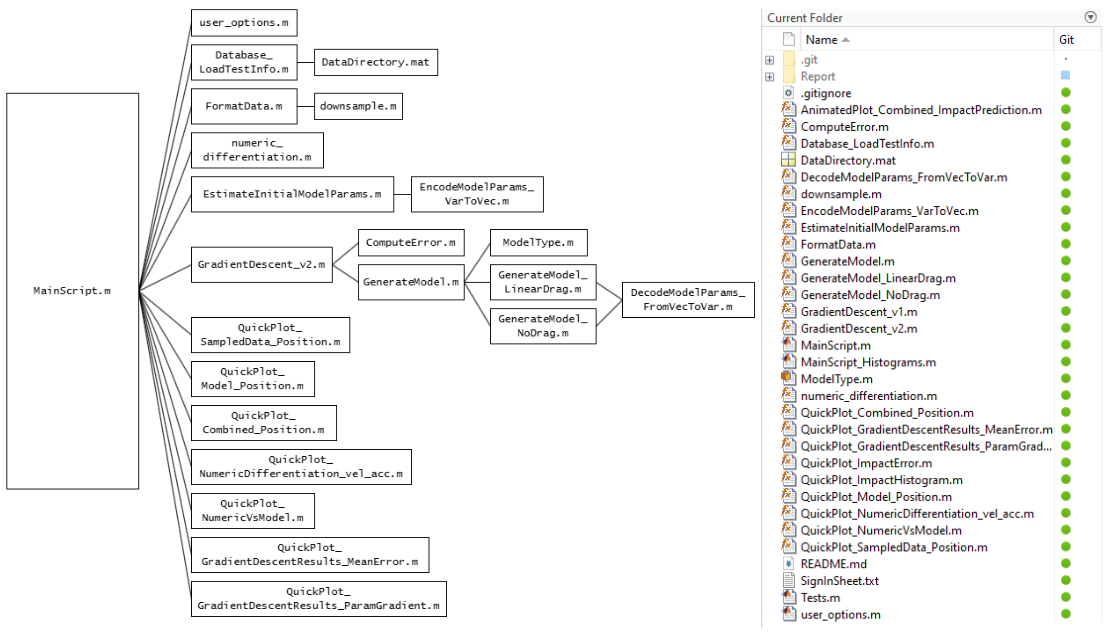 user_options.m
Database_
LoadTestInfo.m
DataDirectory.mat
FormatData.m
downsample.m
numeric_
differentiation.m
EstimateInitialModelParams.m
EncodeModelParams_
VarToVec.m
MainScript.m
GradientDescent_v2.m
ComputeError.m
GenerateModel.m
ModelType.m
GenerateModel_
LinearDrag.m
GenerateModel_
NoDrag.m
DecodeModelParams_
FromVecToVar.m
QuickPlot_
SampledData_Position.m
QuickPlot_
Model_Position.m
QuickPlot_
Combined_Position.m
QuickPlot_
NumericDifferentiation_vel_acc.m
QuickPlot_
NumericVsModel.m
QuickPlot_
GradientDescentResults_MeanError.m
QuickPlot_
GradientDescentResults_ParamGradient.m
Current Folder
Name Git
.git
Report
.gitignore
AnimatedPlot_Combined_ImpactPrediction.m
ComputeError.m
Database_LoadTestInfo.m
DataDirectory.mat
DecodeModelParams_FromVecToVar.m
downsample.m
EncodeModelParams_VarToVec.m
EstimateInitialModelParams.m
FormatData.m
GenerateModel.m
GenerateModel_LinearDrag.m
GenerateModel_NoDrag.m
GradientDescent_v1.m
GradientDescent_v2.m
MainScript.m
MainScript_Histograms.m
ModelType.m
numeric_differentiation.m
QuickPlot_Combined_Position.m
QuickPlot_GradientDescentResults_MeanError.m
QuickPlot_GradientDescentResults_ParamGrad...
QuickPlot_ImpactError.m
QuickPlot_ImpactHistogram.m
QuickPlot_Model_Position.m
QuickPlot_NumericDifferentiation_vel_acc.m
QuickPlot_NumericVsModel.m
QuickPlot_SampledData_Position.m
README.md
SignInSheet.txt
Tests.m
user_options.m